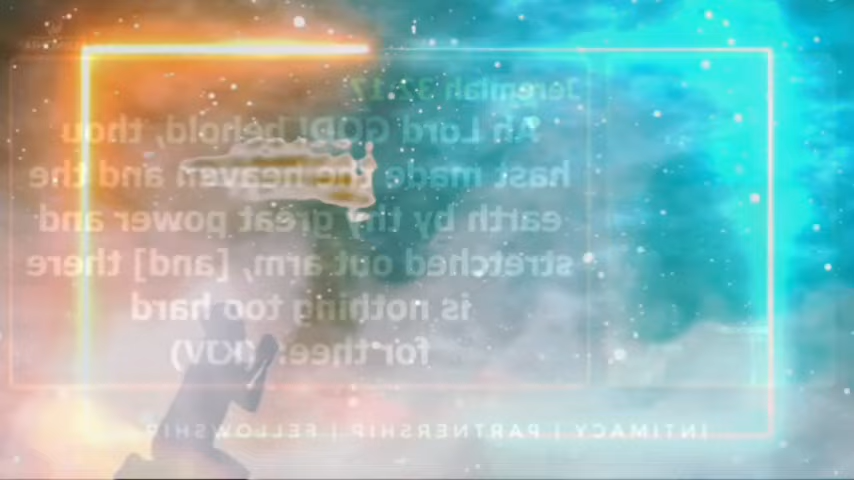 Jeremiah 32:17
Ah Lord GOD! behold, thou
hast made the heaven and the
earth by thy great power and
stretched out arm, [and] there
is nothing too hard
for thee: (KJV)
INTIMACY | PARTNERSHIP | FELLOWSHIP